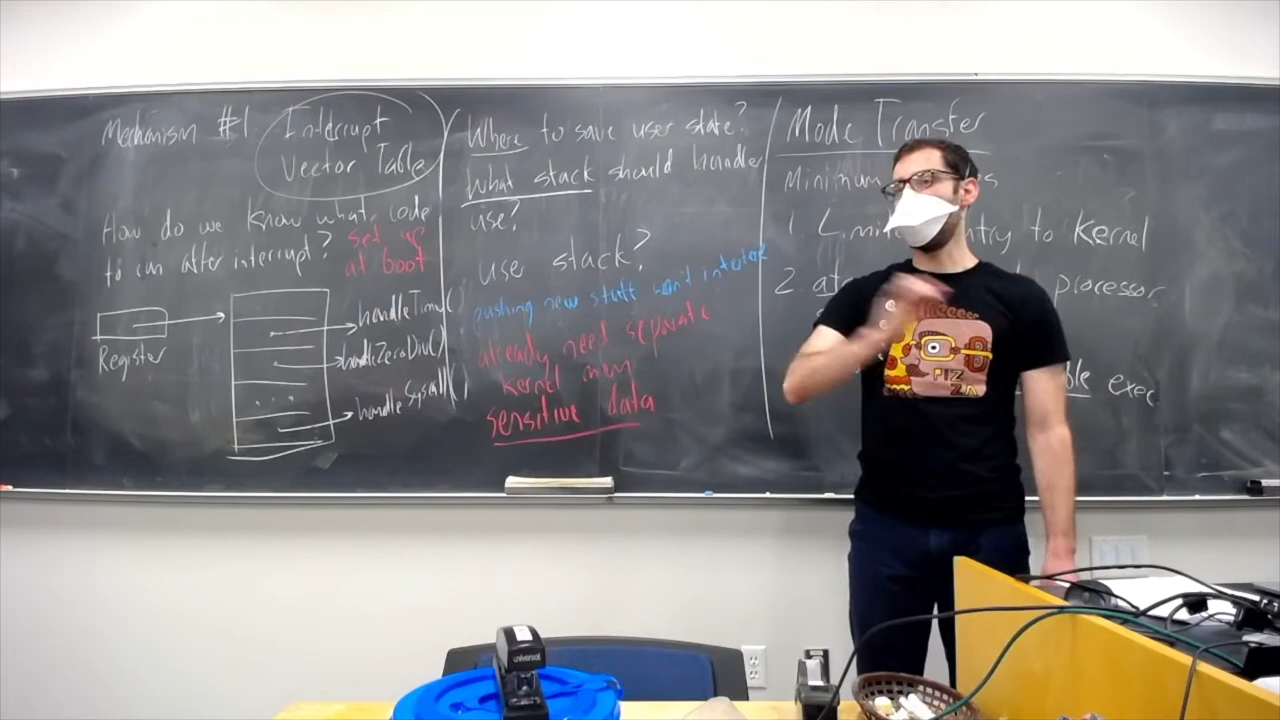 Mechanism #1. Interrupt
Vector Table
How do we know what code
to run after interrupt? set up
at boot
Register
handleTimer()
handleZeroDiv()
...
handleSyscall()
Where to save user state?
What stack should handler
use?
use stack?
pushing new stuff won't interfere
already need separate
kernel mem
sensitive data
Mode Transfer
Minimum
1. entry to kernel
2. processor
exec
PIZ
ZA
universal